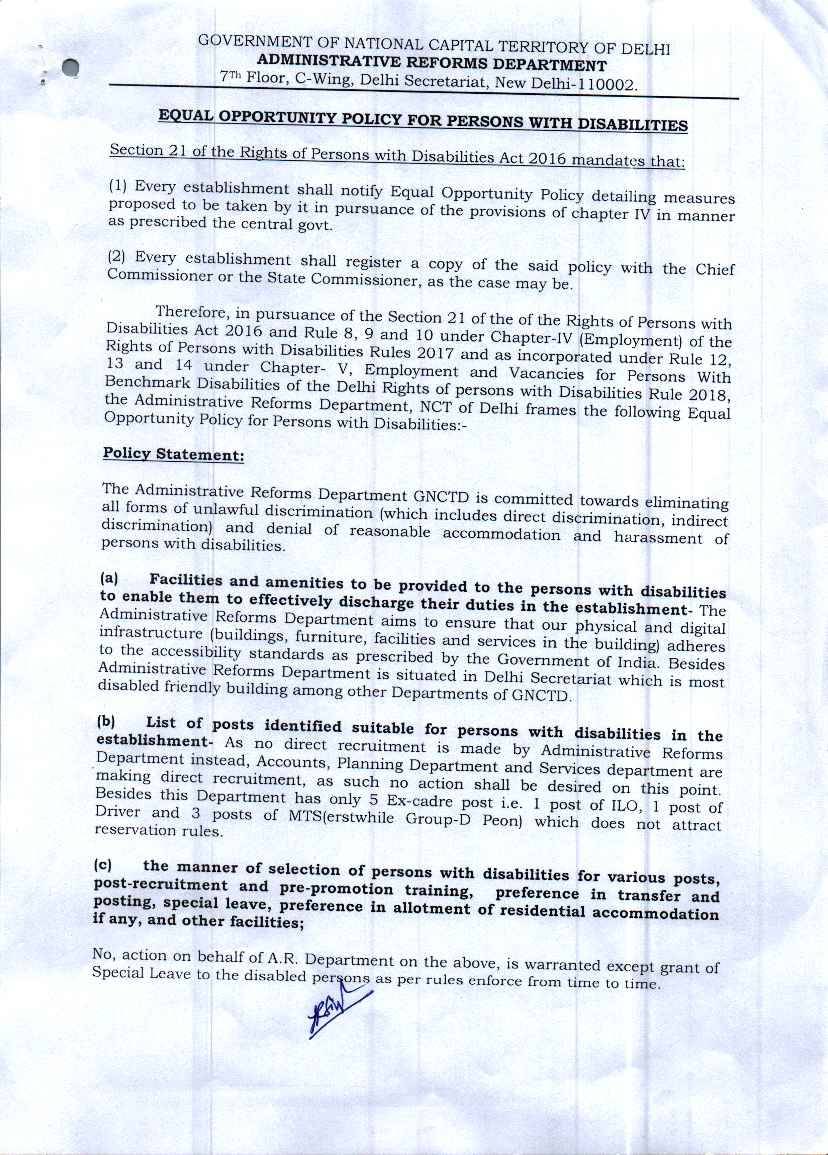 GOVERNMENT OF NATIONAL CAPITAL TERRITORY OF DELHI
ADMINISTRATIVE REFORMS DEPARTMENT
7Th Floor, C-Wing, Delhi Secretariat, New Delhi-110002.
EQUAL OPPORTUNITY POLICY FOR PERSONS WITH DISABILITIES
Section 21 of the Rights of Persons with Disabilities Act 2016 mandates that:
(1) Every establishment shall notify Equal Opportunity Policy detailing measures
proposed to be taken by it in pursuance of the provisions of chapter IV in manner
as prescribed the central govt.
(2) Every establishment shall register a copy of the said policy with the Chief
Commissioner or the State Commissioner, as the case may be.
Therefore, in pursuance of the Section 21 of the of the Rights of Persons with
Disabilities Act 2016 and Rule 8, 9 and 10 under Chapter-IV (Employment) of the
Rights of Persons with Disabilities Rules 2017 and as incorporated under Rule 12,
13 and 14 under Chapter- V, Employment and Vacancies for Persons With
Benchmark Disabilities of the Delhi Rights of persons with Disabilities Rule 2018,
the Administrative Reforms Department, NCT of Delhi frames the following Equal
Opportunity Policy for Persons with Disabilities:-
Policy Statement:
The Administrative Reforms Department GNCTD is committed towards eliminating
all forms of unlawful discrimination (which includes direct discrimination, indirect
discrimination) and denial of reasonable accommodation and harassment of
persons with disabilities.
(a) Facilities and amenities to be provided to the persons with disabilities
to enable them to effectively discharge their duties in the establishment- The
Administrative Reforms Department aims to ensure that our physical and digital
infrastructure (buildings, furniture, facilities and services in the building) adheres
to the accessibility standards as prescribed by the Government of India. Besides
Administrative Reforms Department is situated in Delhi Secretariat which is most
disabled friendly building among other Departments of GNCTD.
(b) List of posts identified suitable for persons with disabilities in the
establishment- As no direct recruitment is made by Administrative Reforms
Department instead, Accounts, Planning Department and Services department are
making direct recruitment, as such no action shall be desired on this point.
Besides this Department has only 5 Ex-cadre post i.e. 1 post of ILO, 1 post of
Driver and 3 posts of MTS(erstwhile Group-D Peon) which does not attract
reservation rules.
(c) the manner of selection of persons with disabilities for various posts,
post-recruitment and pre-promotion training, preference in transfer and
posting, special leave, preference in allotment of residential accommodation
if any, and other facilities;
No, action on behalf of A.R. Department on the above, is warranted except grant of
Special Leave to the disabled persons as per rules enforce from time to time.